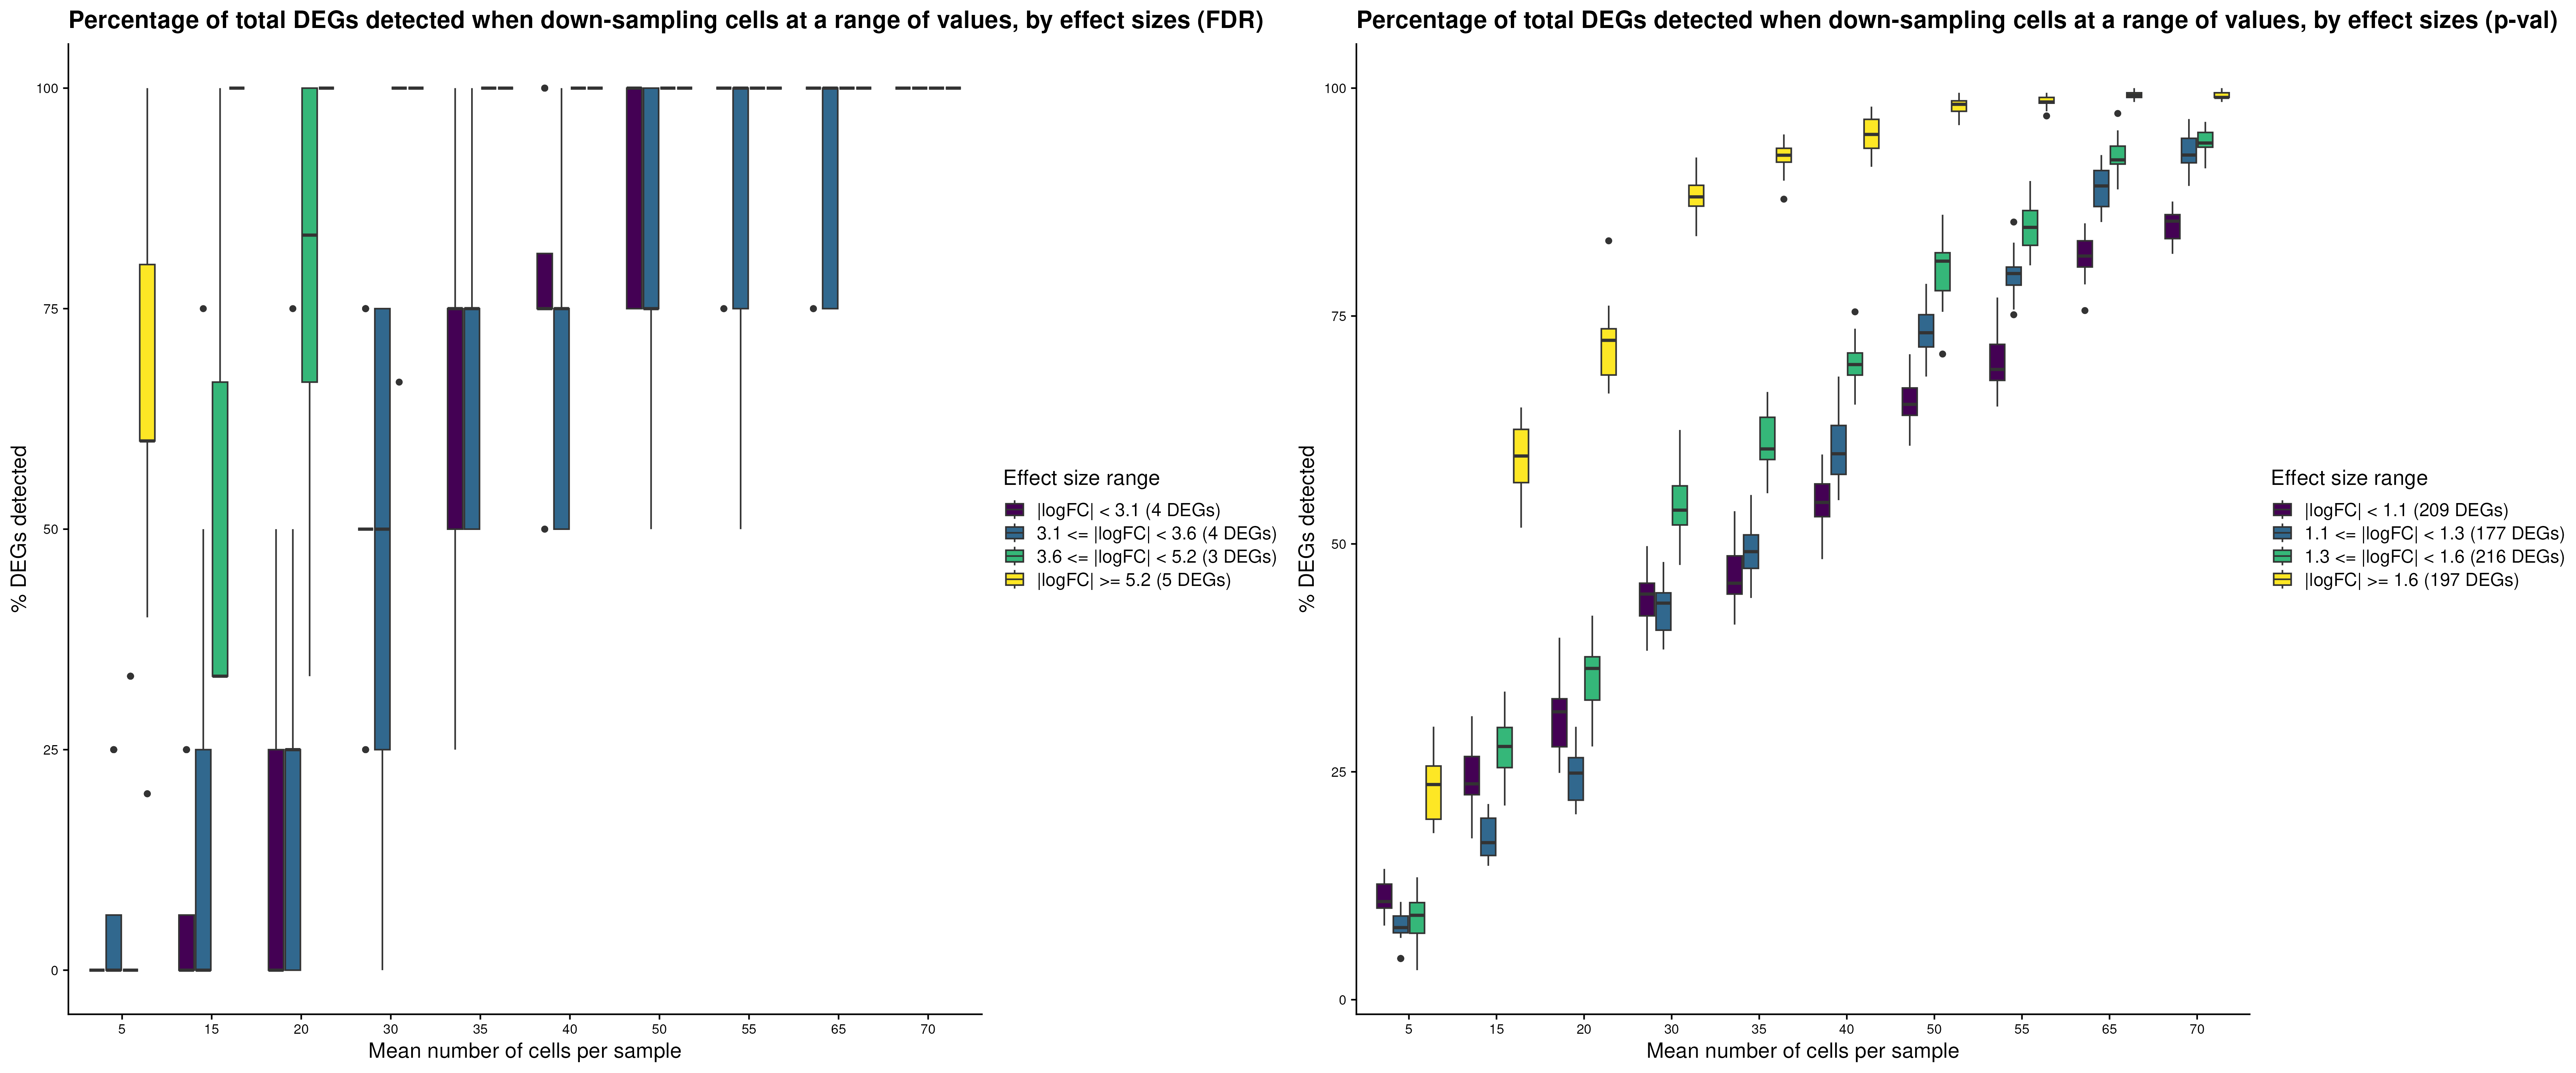 Percentage of total DEGs detected when down-sampling cells at a range of values, by effect sizes (FDR)
% DEGs detected
100
75
50
25
0
5 15 20 30 35 40 50 55 65 70
Mean number of cells per sample
Effect size range
|logFC| < 3.1 (4 DEGs)
3.1 <= |logFC| < 3.6 (4 DEGs)
3.6 <= |logFC| < 5.2 (3 DEGs)
|logFC| >= 5.2 (5 DEGs)
Percentage of total DEGs detected when down-sampling cells at a range of values, by effect sizes (p-val)
% DEGs detected
100
75
50
25
0
5 15 20 30 35 40 50 55 65 70
Mean number of cells per sample
Effect size range
|logFC| < 1.1 (209 DEGs)
1.1 <= |logFC| < 1.3 (177 DEGs)
1.3 <= |logFC| < 1.6 (216 DEGs)
|logFC| >= 1.6 (197 DEGs)